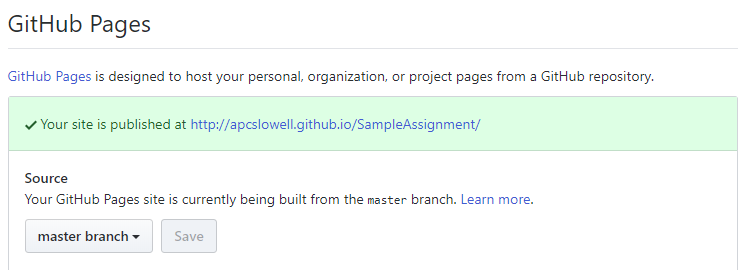 GitHub Pages
GitHub Pages is designed to host your personal, organization, or project pages from a GitHub repository.
Your site is published at http://apcslowell.github.io/SampleAssignment/
Source
Your GitHub Pages site is currently being built from the master branch. Learn more.
master branch Save